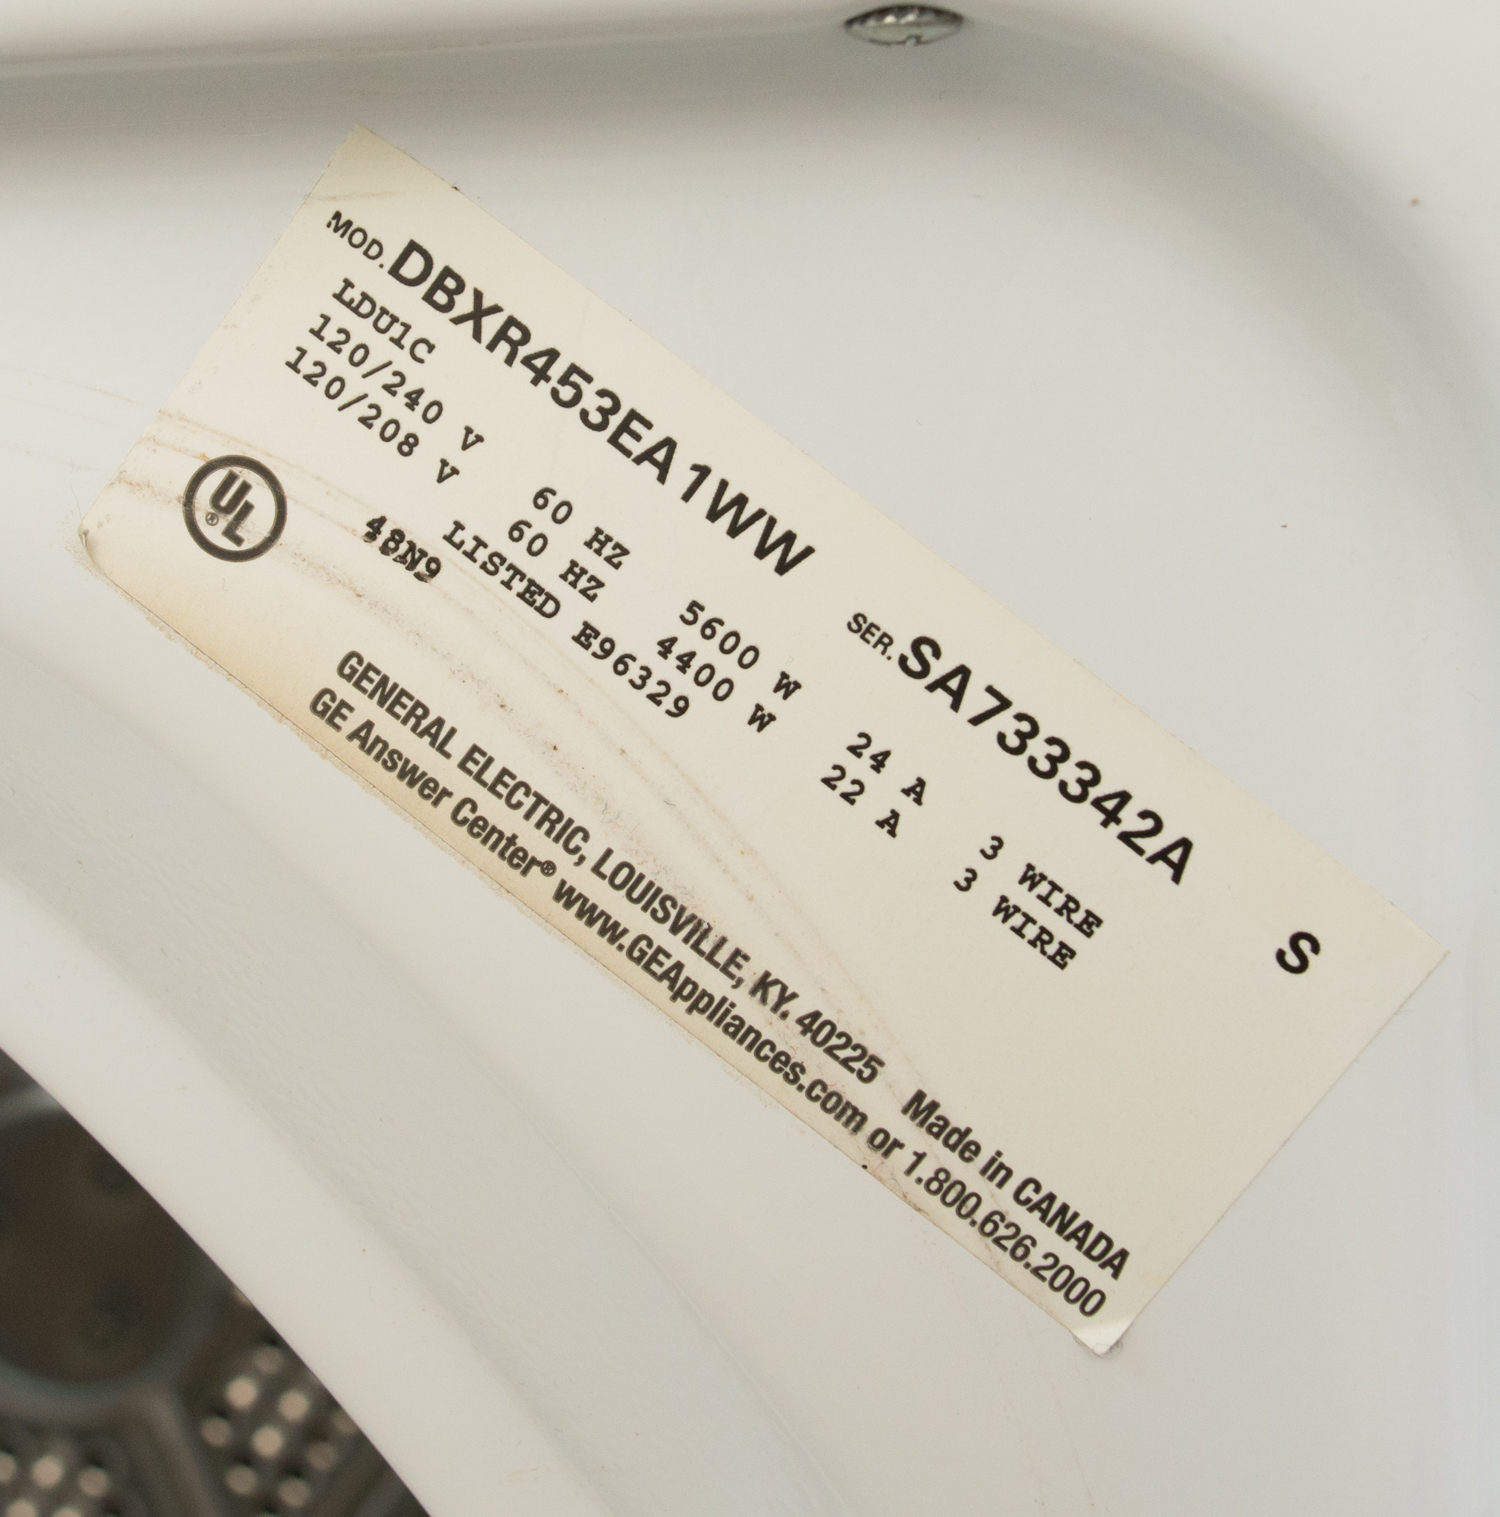 MOD. DBXR453EA1WW SER. SA733342A S
LDU1C
120/240 V 60 HZ 5600 W 24 A 3 WIRE
120/208 V 60 HZ 4400 W 22 A 3 WIRE
LISTED E96329
UL® 48N9
GENERAL ELECTRIC, LOUISVILLE, KY. 40225 Made in CANADA
GE Answer Center® www.GEAppliances.com or 1.800.626.2000